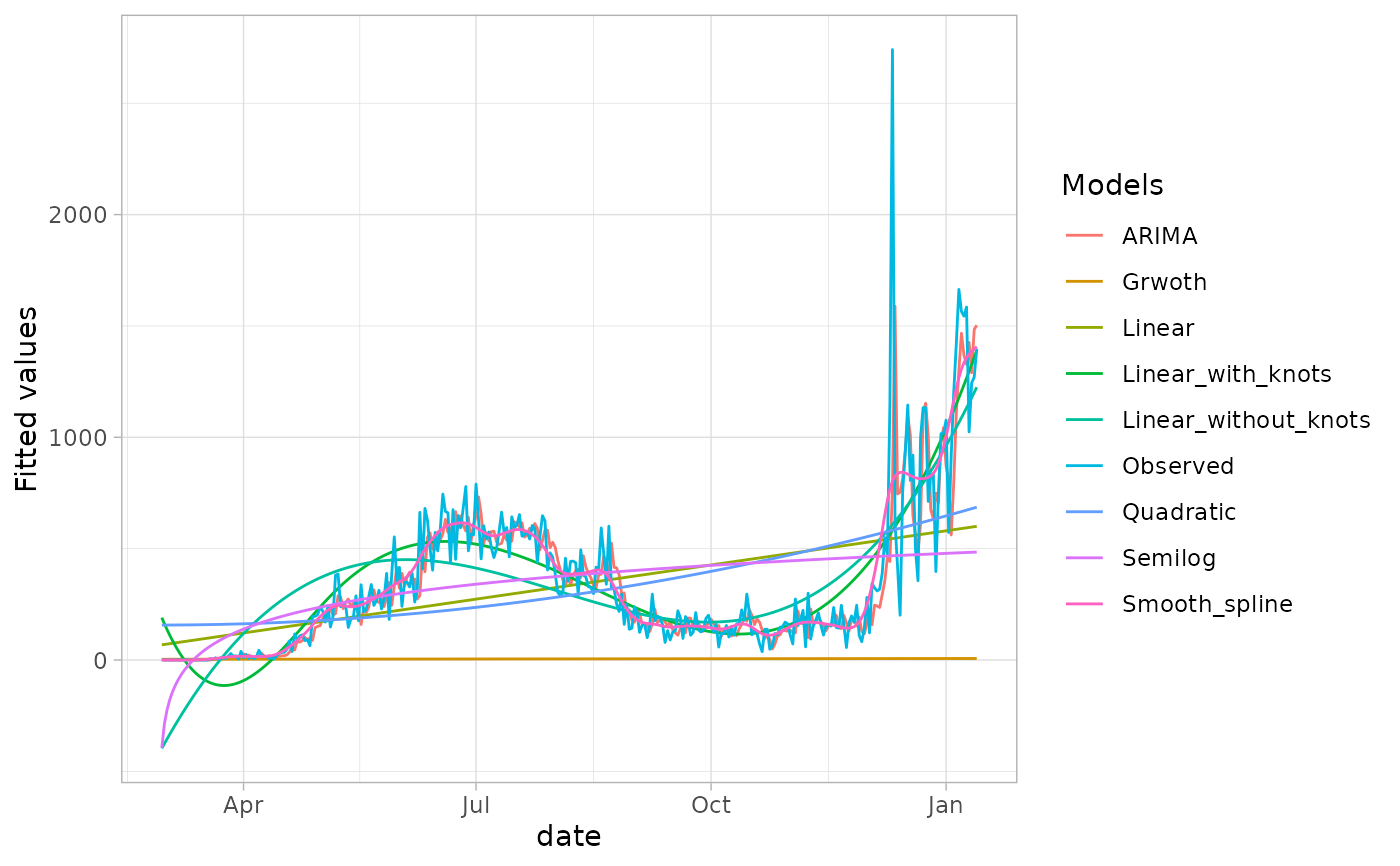 Fitted values
2000
1000
0
Apr
Jul
Oct
Jan
date
Models
ARIMA
Grwoth
Linear
Linear_with_knots
Linear_without_knots
Observed
Quadratic
Semilog
Smooth_spline